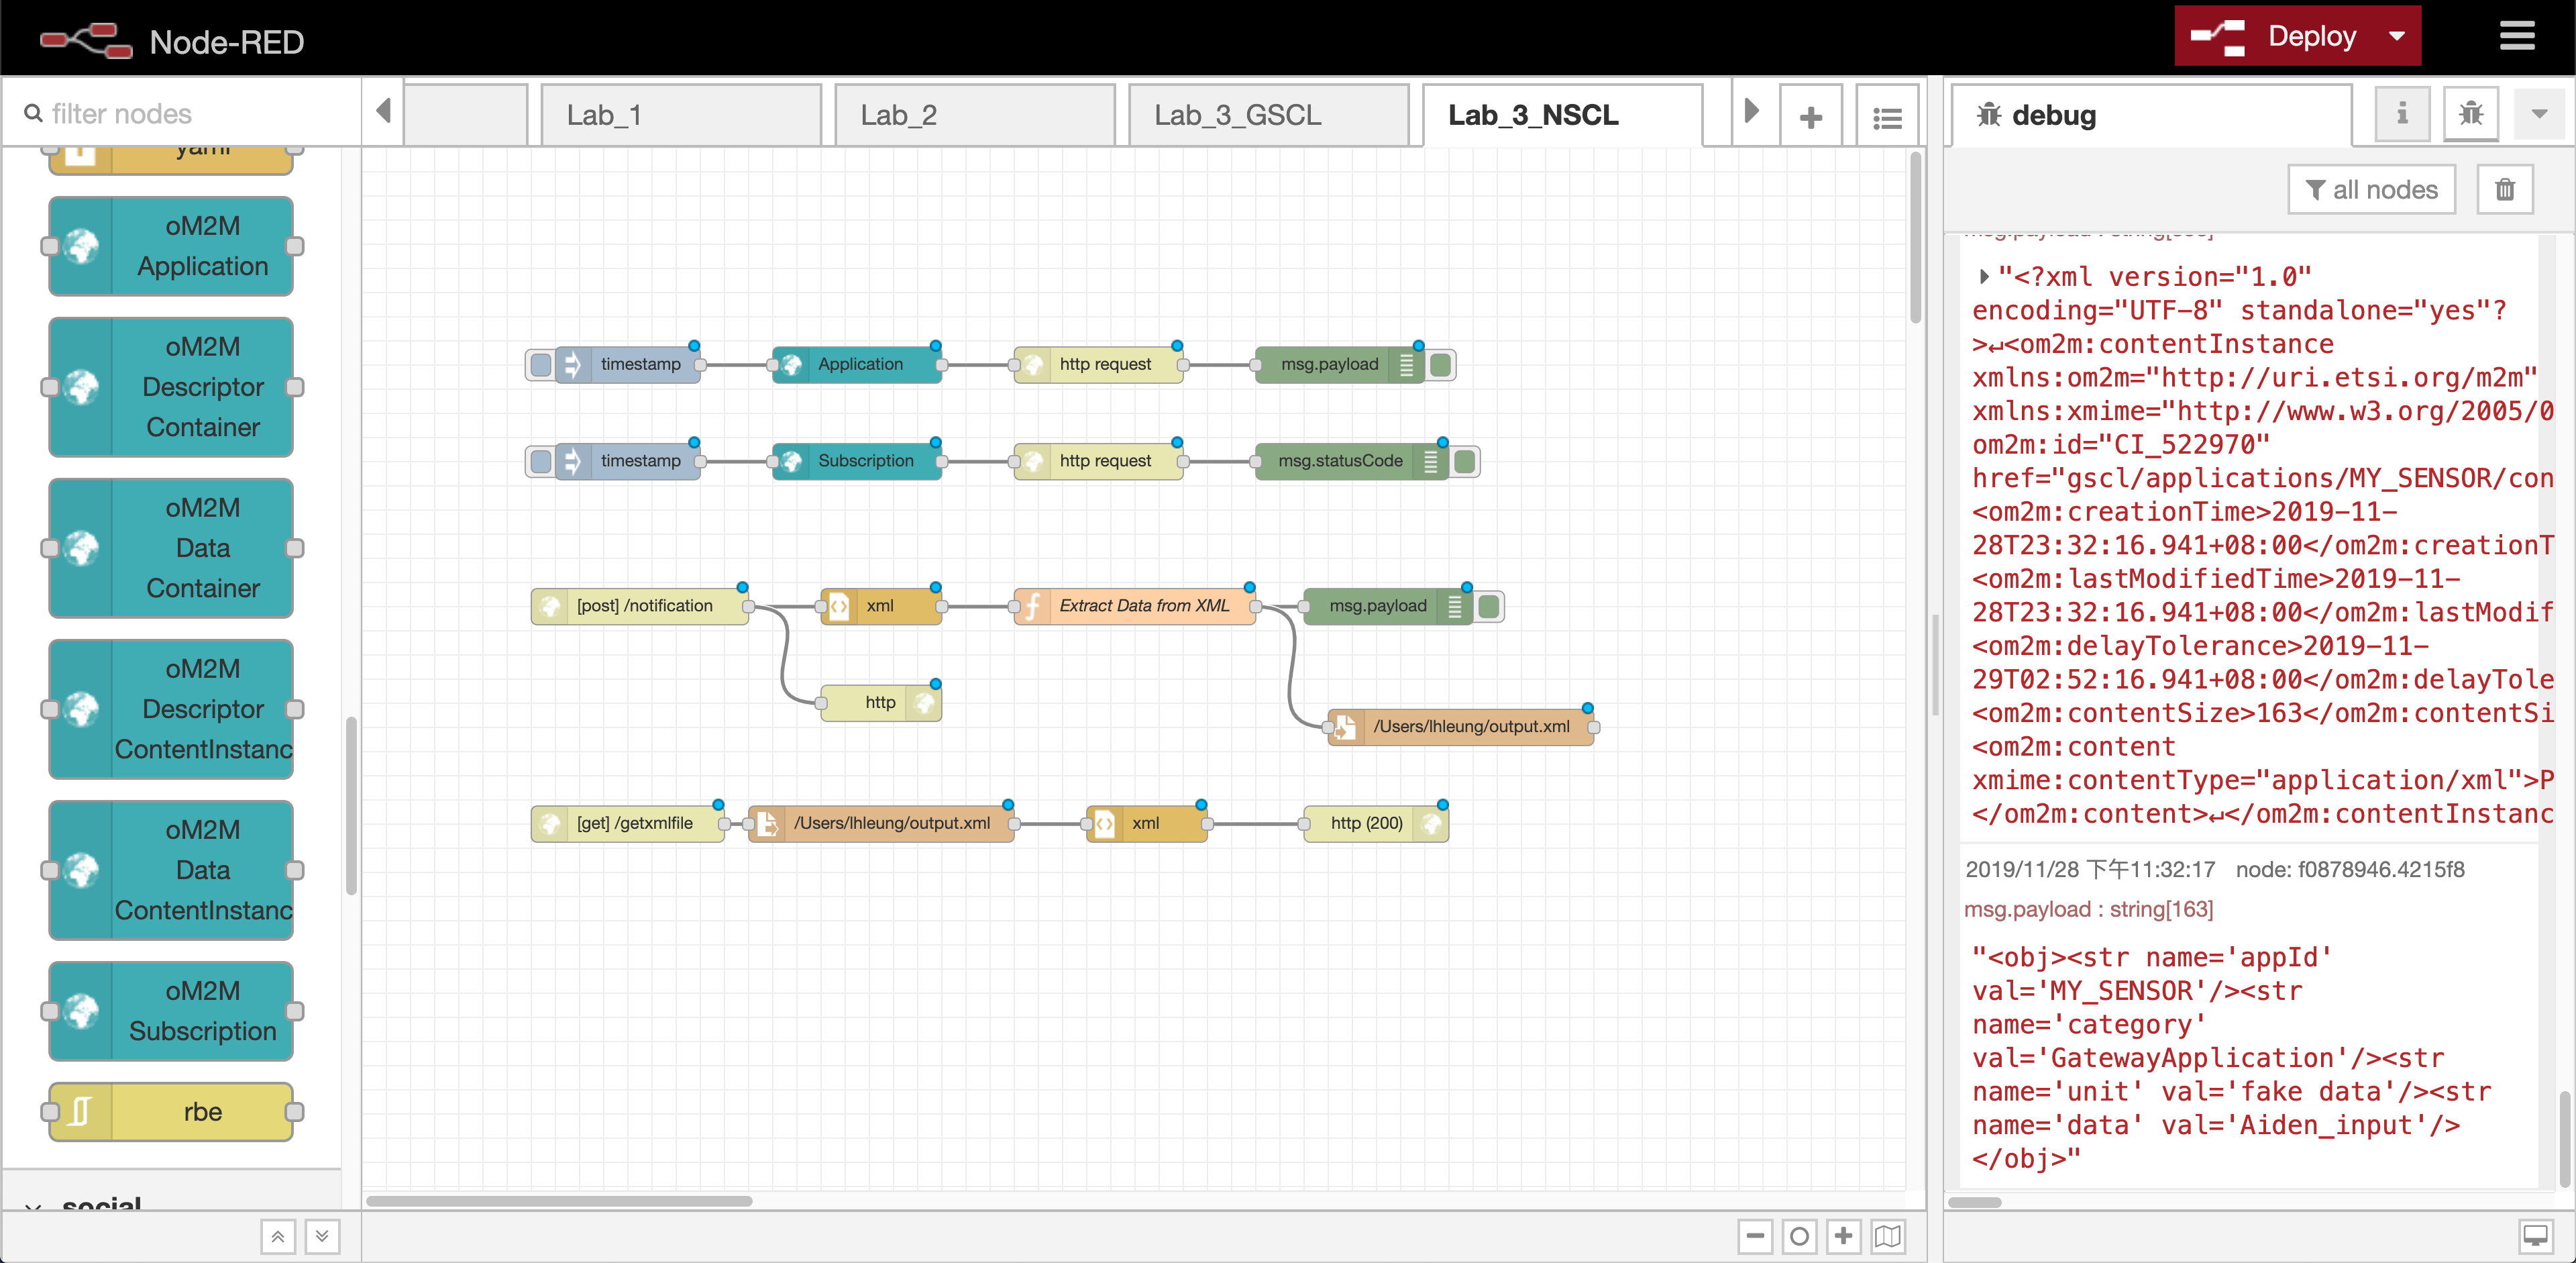 Node-RED
Deploy
filter nodes
Lab_1
Lab_2
Lab_3_GSCL
Lab_3_NSCL
debug
all nodes
yaml
oM2M
Application
oM2M
Descriptor
Container
oM2M
Data
Container
oM2M
Descriptor
ContentInstanc
oM2M
Data
ContentInstanc
oM2M
Subscription
rbe
social
timestamp
Application
http request
msg.payload
timestamp
Subscription
http request
msg.statusCode
[post] /notification
xml
Extract Data from XML
msg.payload
http
/Users/lhleung/output.xml
[get] /getxmlfile
/Users/lhleung/output.xml
xml
http (200)
"<?xml version="1.0"
encoding="UTF-8" standalone="yes"?
>↵<om2m:contentInstance
xmlns:om2m="http://uri.etsi.org/m2m"
xmlns:xmime="http://www.w3.org/2005/0
om2m:id="CI_522970"
href="gscl/applications/MY_SENSOR/con
<om2m:creationTime>2019-11-
28T23:32:16.941+08:00</om2m:creationT
<om2m:lastModifiedTime>2019-11-
28T23:32:16.941+08:00</om2m:lastModif
<om2m:delayTolerance>2019-11-
29T02:52:16.941+08:00</om2m:delayTole
<om2m:contentSize>163</om2m:contentSi
<om2m:content
xmime:contentType="application/xml">P
</om2m:content>↵</om2m:contentInstanc
2019/11/28 下午11:32:17 node: f0878946.4215f8
msg.payload : string[163]
"<obj><str name='appId'
val='MY_SENSOR'/><str
name='category'
val='GatewayApplication'/><str
name='unit' val='fake data'/><str
name='data' val='Aiden_input'/>
</obj>"